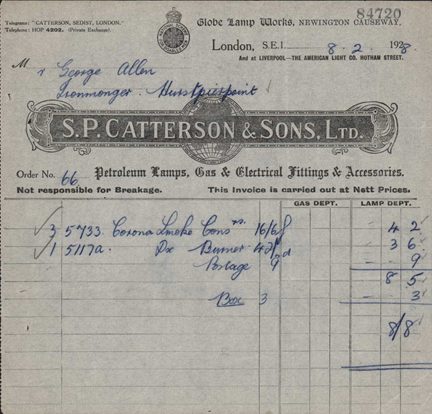 84720
Telegrams: "CATTERSON, SEDIST, LONDON."
Telephone: HOP 4202. (Private Exchange).
Globe Lamp Works, NEWINGTON CAUSEWAY,
London, S.E.1. 8 - 2 . 1928
And at LIVERPOOL—THE AMERICAN LIGHT CO. HOTHAM STREET.
M r George Allen
Ironmonger. Hurstpierpoint
S.P. CATTERSON & SONS, LTD.
Order No. 66 Petroleum Lamps, Gas & Electrical Fittings & Accessories.
Not responsible for Breakage. This Invoice is carried out at Nett Prices.
GAS DEPT. LAMP DEPT.
3 5733 Corona Smoke Cons 16/6 4 2
1 5117a Burner 3 6
Postage 9 - 9
8 5
Box 3 - 3
8/8